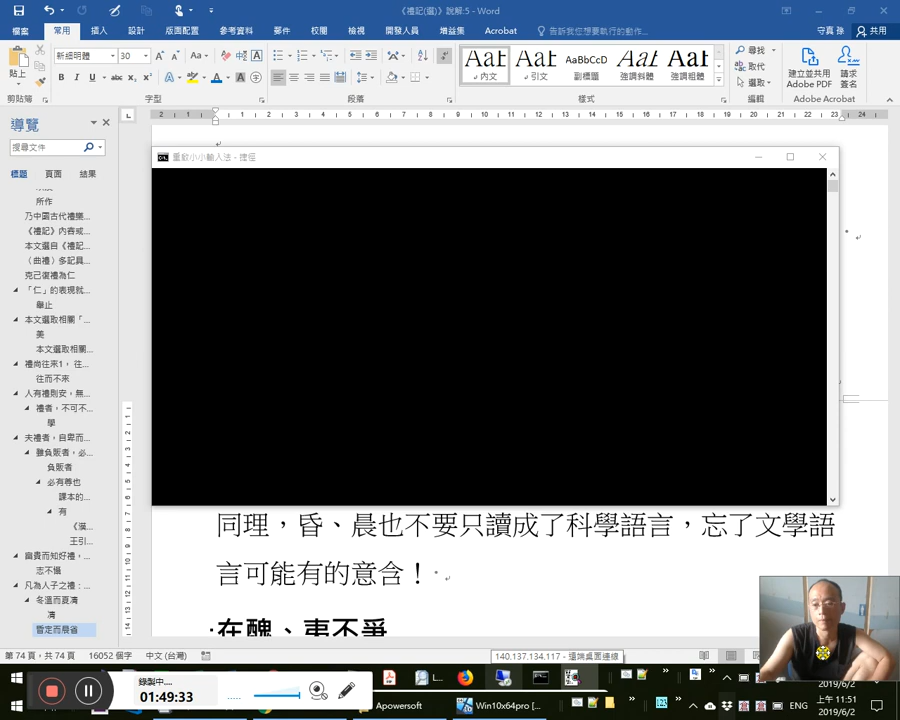 《禮記(選)》說解:5 - Word
檔案 常用 插入 設計 版面配置 參考資料 郵件 校閱 檢視 開發人員 增益集 Acrobat 告訴我您想要執行的動作... 守真 孫 共用
貼上 新細明體 30 內文 引文 副標題 強調斜體 強調粗體 尋找 取代 選取 建立並共用 Adobe PDF 請求簽名
剪貼簿 字型 段落 樣式 編輯 Adobe Acrobat
導覽
搜尋文件
標題 頁面 結果
所作
乃中國古代禮樂...
《禮記》內容或...
本文選自《禮記...
〈曲禮〉多記具...
克己復禮為仁
「仁」的表現就...
舉止
本文選取相關「...
美
本文選取相關...
禮尚往來1, 往...
往而不來
人有禮則安,無...
禮者,不可不
學
夫禮者,自卑而...
雖負販者,必...
負販者
必有尊也
課本的...
有
《漢...
王引...
富貴而知好禮,...
志不懾
凡為人子之禮:...
冬溫而夏凊
凊
昏定而晨省
重啟小小輸入法 - 捷徑
同理,昏、晨也不要只讀成了科學語言,忘了文學語
言可能有的意含!
在醜、夷不爭
第 74 頁,共 74 頁 16052 個字 中文 (台灣)
140.137.134.117 - 遠端桌面連線
錄製中...
01:49:33
Apowersoft
Win10x64pro [...
2019/6/2
上午 11:51
2019/6/2
ENG